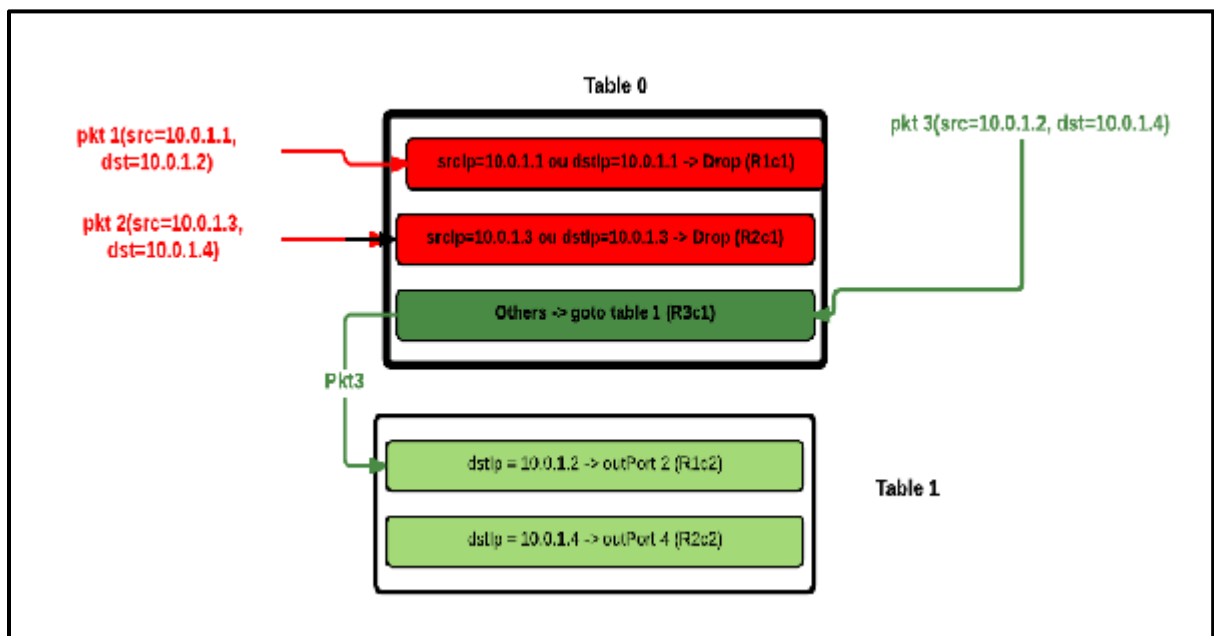 Table 0
pkt 1(src=10.0.1.1,
dst=10.0.1.2)
pkt 3(src=10.0.1.2, dst=10.0.1.4)
srcIp=10.0.1.1 ou dstIp=10.0.1.1 -> Drop (R1c1)
pkt 2(src=10.0.1.3,
dst=10.0.1.4)
srcIp=10.0.1.3 ou dstIp=10.0.1.3 -> Drop (R2c1)
Others -> goto table 1 (R3c1)
Pkt3
dstIp = 10.0.1.2 -> outPort 2 (R1c2)
Table 1
dstIp = 10.0.1.4 -> outPort 4 (R2c2)